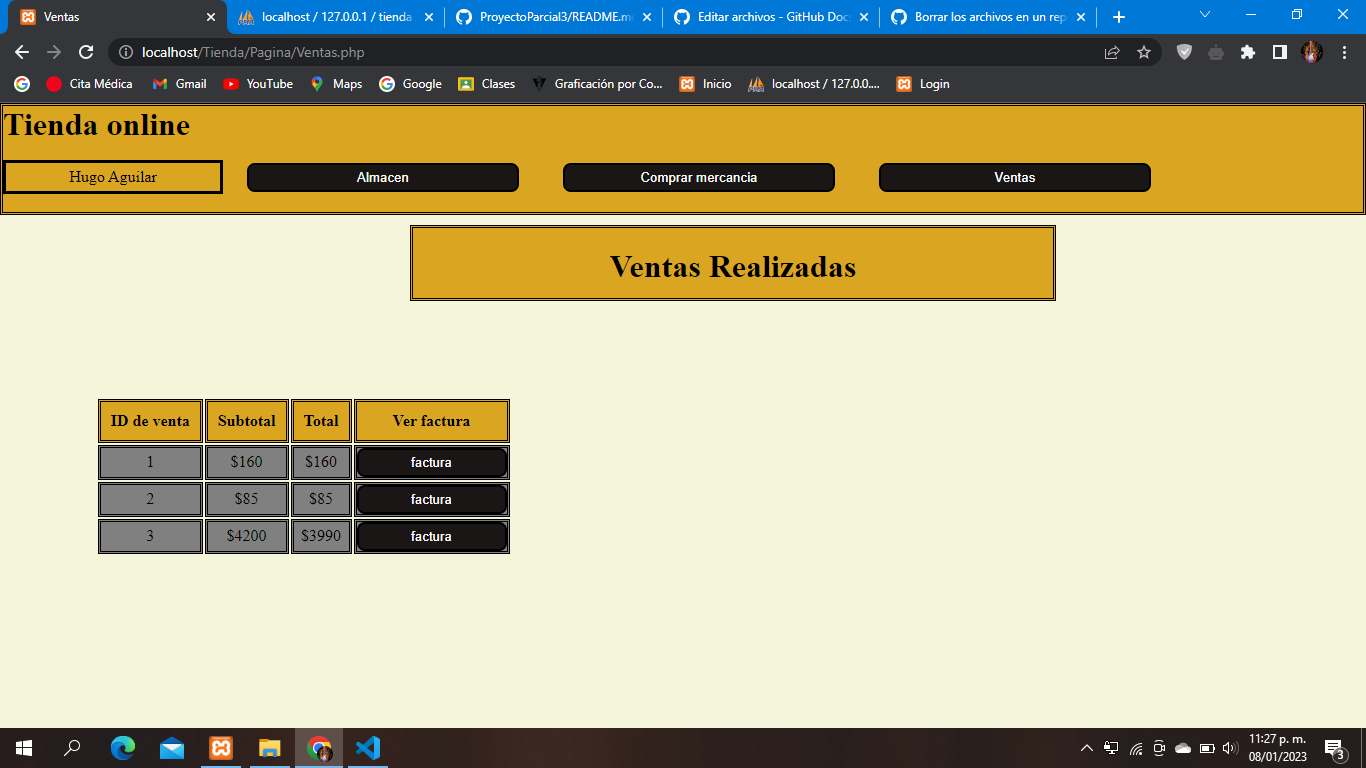 Ventas
localhost / 127.0.0.1 / tienda
ProyectoParcial3/README.m
Editar archivos - GitHub Doc
Borrar los archivos en un rep
localhost/Tienda/Pagina/Ventas.php
Cita Médica
Gmail
YouTube
Maps
Google
Clases
Graficación por Co...
Inicio
localhost / 127.0.0....
Login
Tienda online
Hugo Aguilar
Almacen
Comprar mercancia
Ventas
Ventas Realizadas
ID de venta Subtotal Total Ver factura
1 $160 $160 factura
2 $85 $85 factura
3 $4200 $3990 factura
11:27 p. m.
08/01/2023
3